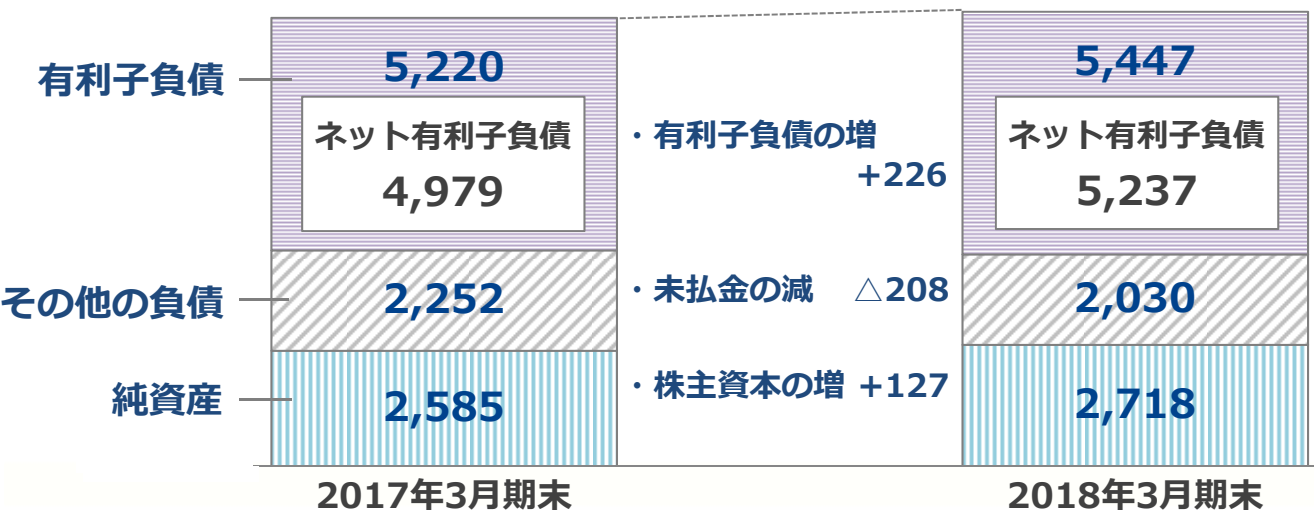 有利子負債
5,220
ネット有利子負債
4,979
・有利子負債の増
+226
5,447
ネット有利子負債
5,237
その他の負債
2,252
・未払金の減 △208
2,030
純資産
2,585
・株主資本の増 +127
2,718
2017年3月期末
2018年3月期末